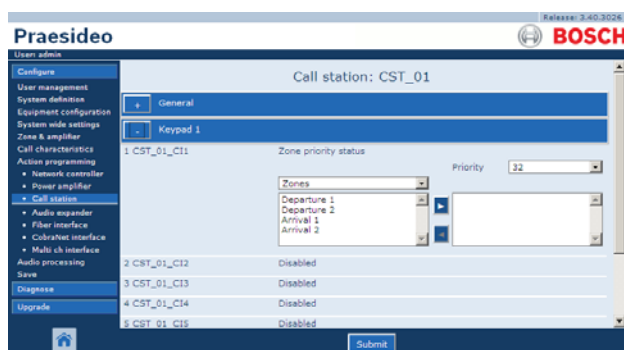 Release: 3.40.3026
Praesideo
BOSCH
User: admin
Configure
User management
System definition
Equipment configuration
System wide settings
Zone & amplifier
Call characteristics
Action programming
• Network controller
• Power amplifier
• Call station
• Audio expander
• Fiber interface
• CobraNet interface
• Multi ch interface
Audio processing
Save
Diagnose
Upgrade
Call station: CST_01
+ General
- Keypad 1
1 CST_01_CI1 Zone priority status
Priority 32
Zones
Departure 1
Departure 2
Arrival 1
Arrival 2
2 CST_01_CI2 Disabled
3 CST_01_CI3 Disabled
4 CST_01_CI4 Disabled
5 CST_01_CI5 Disabled
Submit